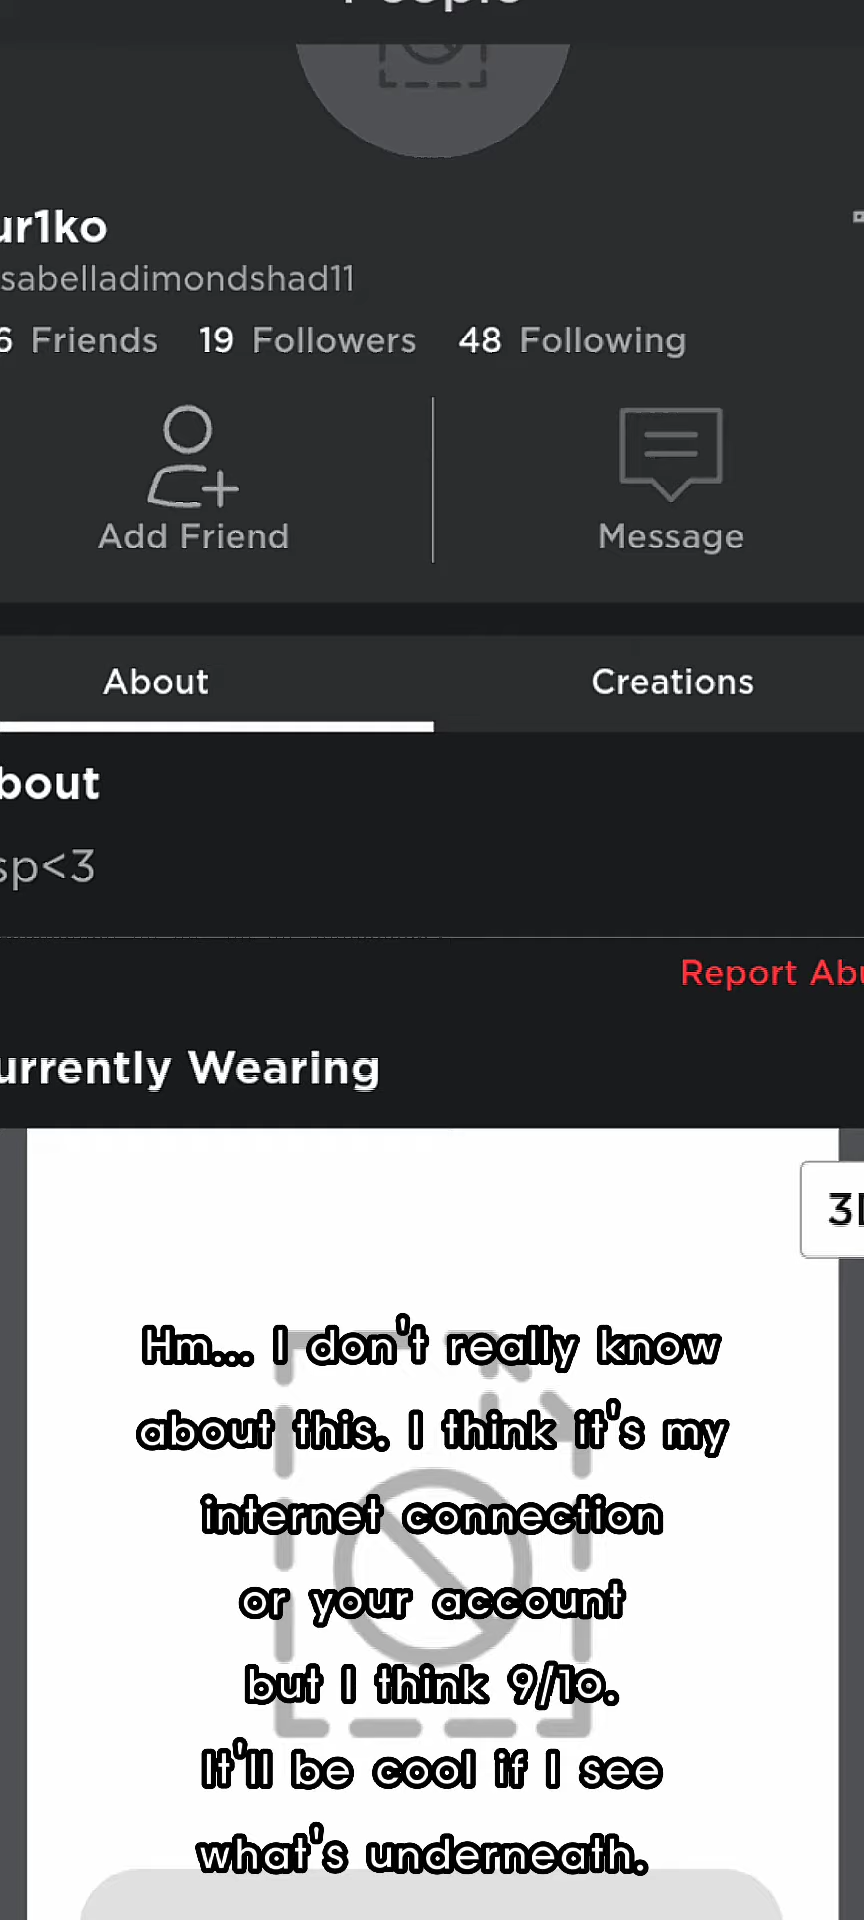 ur1ko
sabelladimondshad11
6 Friends 19 Followers 48 Following
Add Friend Message
About Creations
bout
sp<3
Report Abu
urrently Wearing
3D
Hm... I don't really know
about this. I think it's my
internet connection
or your account
but I think 9/10.
It'll be cool if I see
what's underneath.